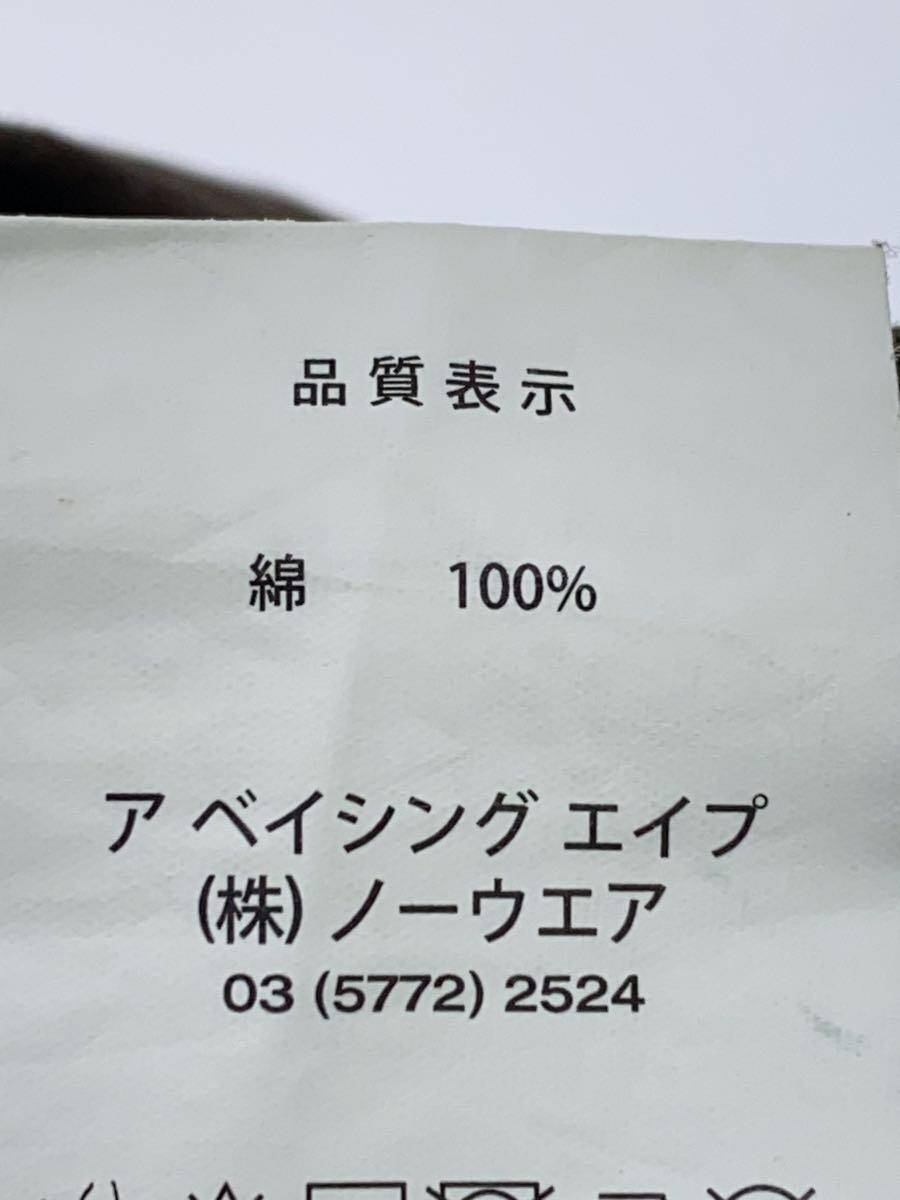 品質表示
綿 100%
ア ベイシング エイプ
(株) ノーウエア
03 (5772) 2524